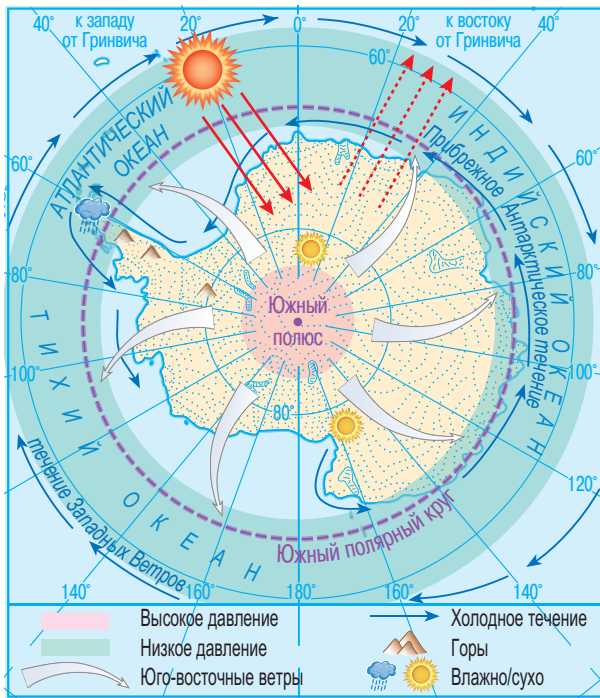 40°
к западу
от Гринвича
20°
0°
20°
к востоку
от Гринвича
40°
60°
АТЛАНТИЧЕСКИЙ
ОКЕАН
ИНДИЙСКИЙ ОКЕАН
Прибрежное Антарктическое течение
60°
60°
80°
80°
Южный
полюс
100°
100°
80°
120°
ТИХИЙ ОКЕАН
течение Западных Ветров
Южный полярный круг
140°
160°
180°
160°
140°
Высокое давление
Низкое давление
Юго-восточные ветры
Холодное течение
Горы
Влажно/сухо